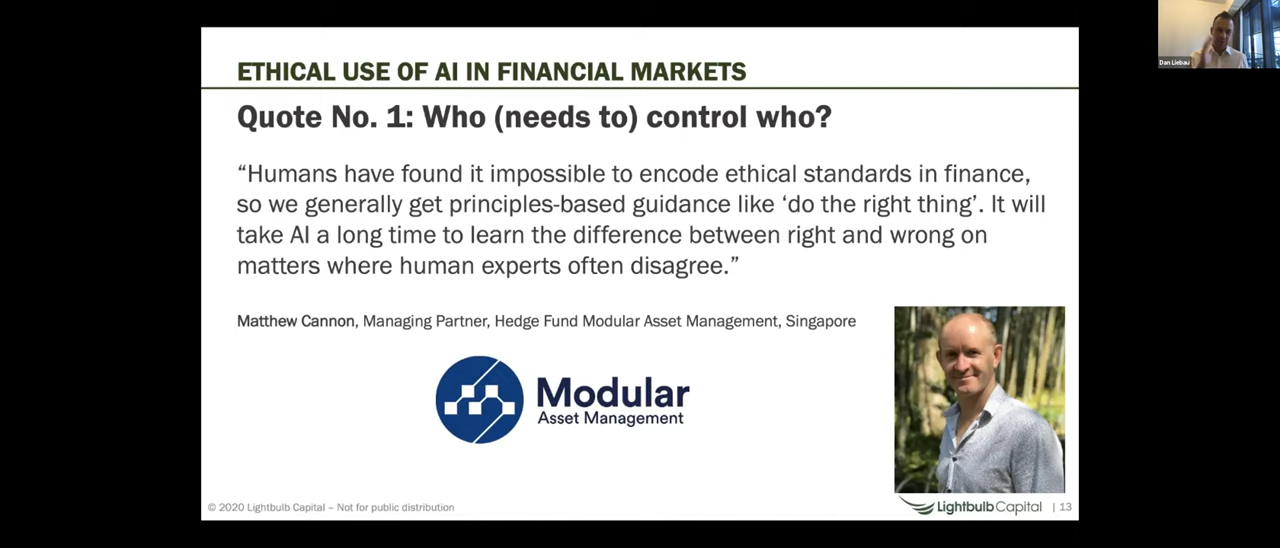 Dan Liebau
ETHICAL USE OF AI IN FINANCIAL MARKETS
Quote No. 1: Who (needs to) control who?
“Humans have found it impossible to encode ethical standards in finance,
so we generally get principles-based guidance like ‘do the right thing’. It will
take AI a long time to learn the difference between right and wrong on
matters where human experts often disagree.”
Matthew Cannon, Managing Partner, Hedge Fund Modular Asset Management, Singapore
Modular
Asset Management
© 2020 Lightbulb Capital – Not for public distribution
LightbulbCapital | 13